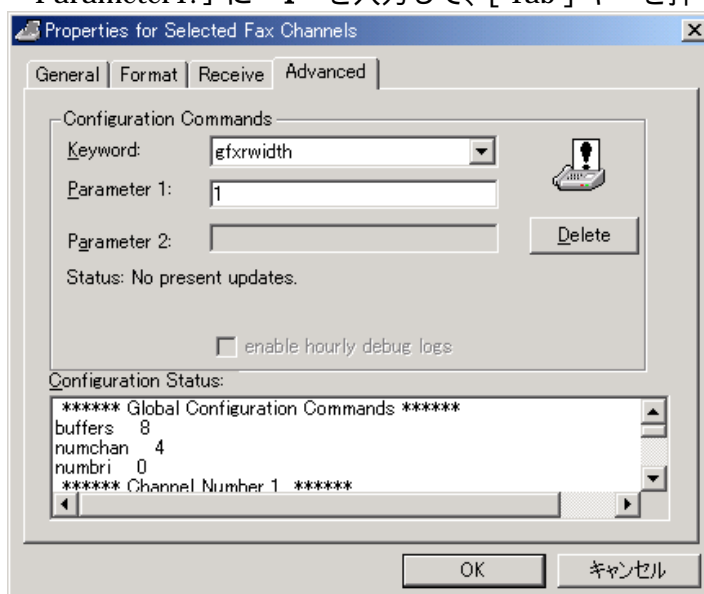 Parameter1:」に "1" を入力して、[ Tab ] キーを押
Properties for Selected Fax Channels
General Format Receive Advanced
Configuration Commands
Keyword: gfxrwidth
Parameter 1: 1
Parameter 2:
Delete
Status: No present updates.
enable hourly debug logs
Configuration Status:
****** Global Configuration Commands ******
buffers 8
numchan 4
numbri 0
****** Channel Number 1 ******
OK キャンセル